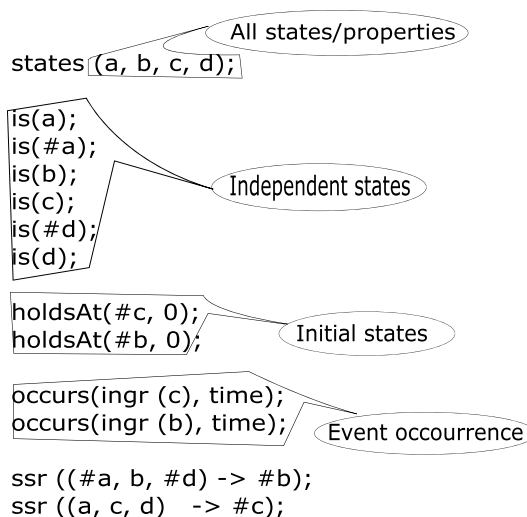 All states/properties
states (a, b, c, d);
is(a);
is(#a);
is(b);
is(c);
is(#d);
is(d);
Independent states
holdsAt(#c, 0);
holdsAt(#b, 0);
Initial states
occurs(ingr (c), time);
occurs(ingr (b), time);
Event occourrence
ssr ((#a, b, #d) -> #b);
ssr ((a, c, d) -> #c);